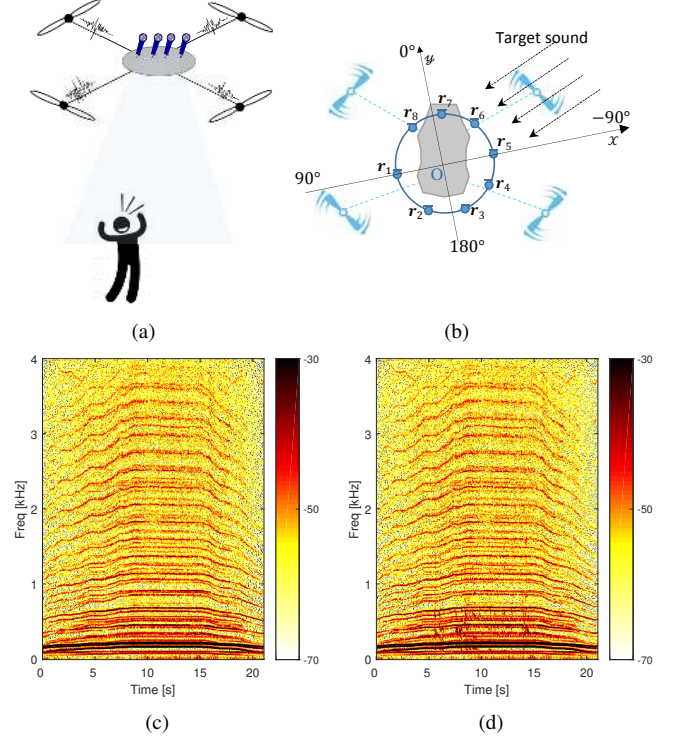 Target sound
0°
𝓎
r₇
r₈
r₆
−90°
r₅
x
r₁
90°
O
r₄
r₂
r₃
180°
(a)
(b)
4
3
2
1
0
Freq [kHz]
0
5
10
15
20
Time [s]
-30
-50
-70
4
3
2
1
0
Freq [kHz]
0
5
10
15
20
Time [s]
-30
-50
-70
(c)
(d)